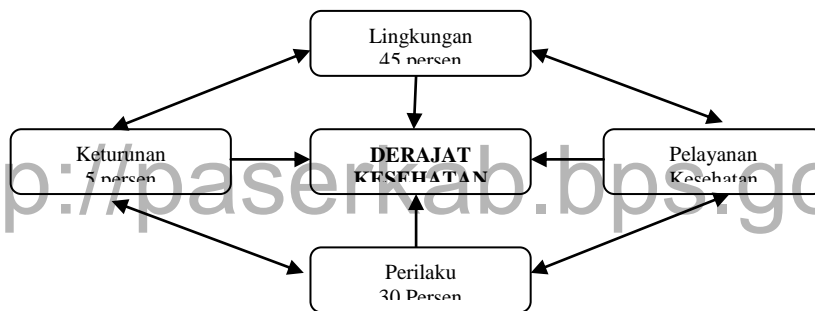 Lingkungan
45 persen
Keturunan
5 persen
DERAJAT
KESEHATAN
Pelayanan
Kesehatan
Perilaku
30 Persen
p://paserkab.bps.go